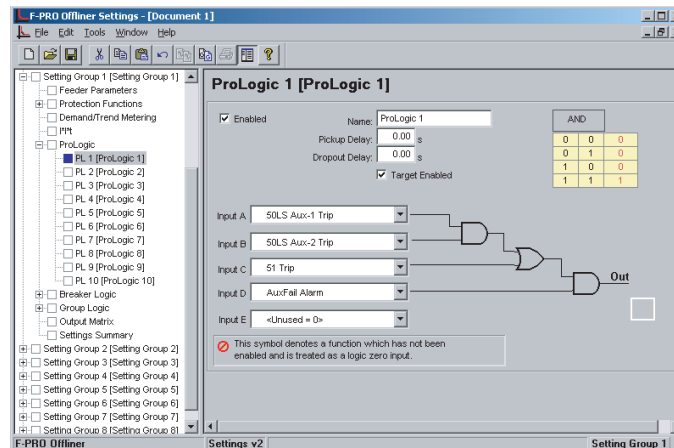 F-PRO Offliner Settings - [Document 1]
File Edit Tools Window Help
Setting Group 1 [Setting Group 1]
Feeder Parameters
Protection Functions
Demand/Trend Metering
I*I*t
ProLogic
PL 1 [ProLogic 1]
PL 2 [ProLogic 2]
PL 3 [ProLogic 3]
PL 4 [ProLogic 4]
PL 5 [ProLogic 5]
PL 6 [ProLogic 6]
PL 7 [ProLogic 7]
PL 8 [ProLogic 8]
PL 9 [ProLogic 9]
PL 10 [ProLogic 10]
Breaker Logic
Group Logic
Output Matrix
Settings Summary
Setting Group 2 [Setting Group 2]
Setting Group 3 [Setting Group 3]
Setting Group 4 [Setting Group 4]
Setting Group 5 [Setting Group 5]
Setting Group 6 [Setting Group 6]
Setting Group 7 [Setting Group 7]
Setting Group 8 [Setting Group 8]
ProLogic 1 [ProLogic 1]
Enabled
Name: ProLogic 1
Pickup Delay: 0.00 s
Dropout Delay: 0.00 s
Target Enabled
AND
0 0 0
0 1 0
1 0 0
1 1 1
Input A 50LS Aux-1 Trip
Input B 50LS Aux-2 Trip
Input C 51 Trip
Input D AuxFail Alarm
Input E <Unused = 0>
Out
This symbol denotes a function which has not been
enabled and is treated as a logic zero input.
F-PRO Offliner
Settings v2
Setting Group 1